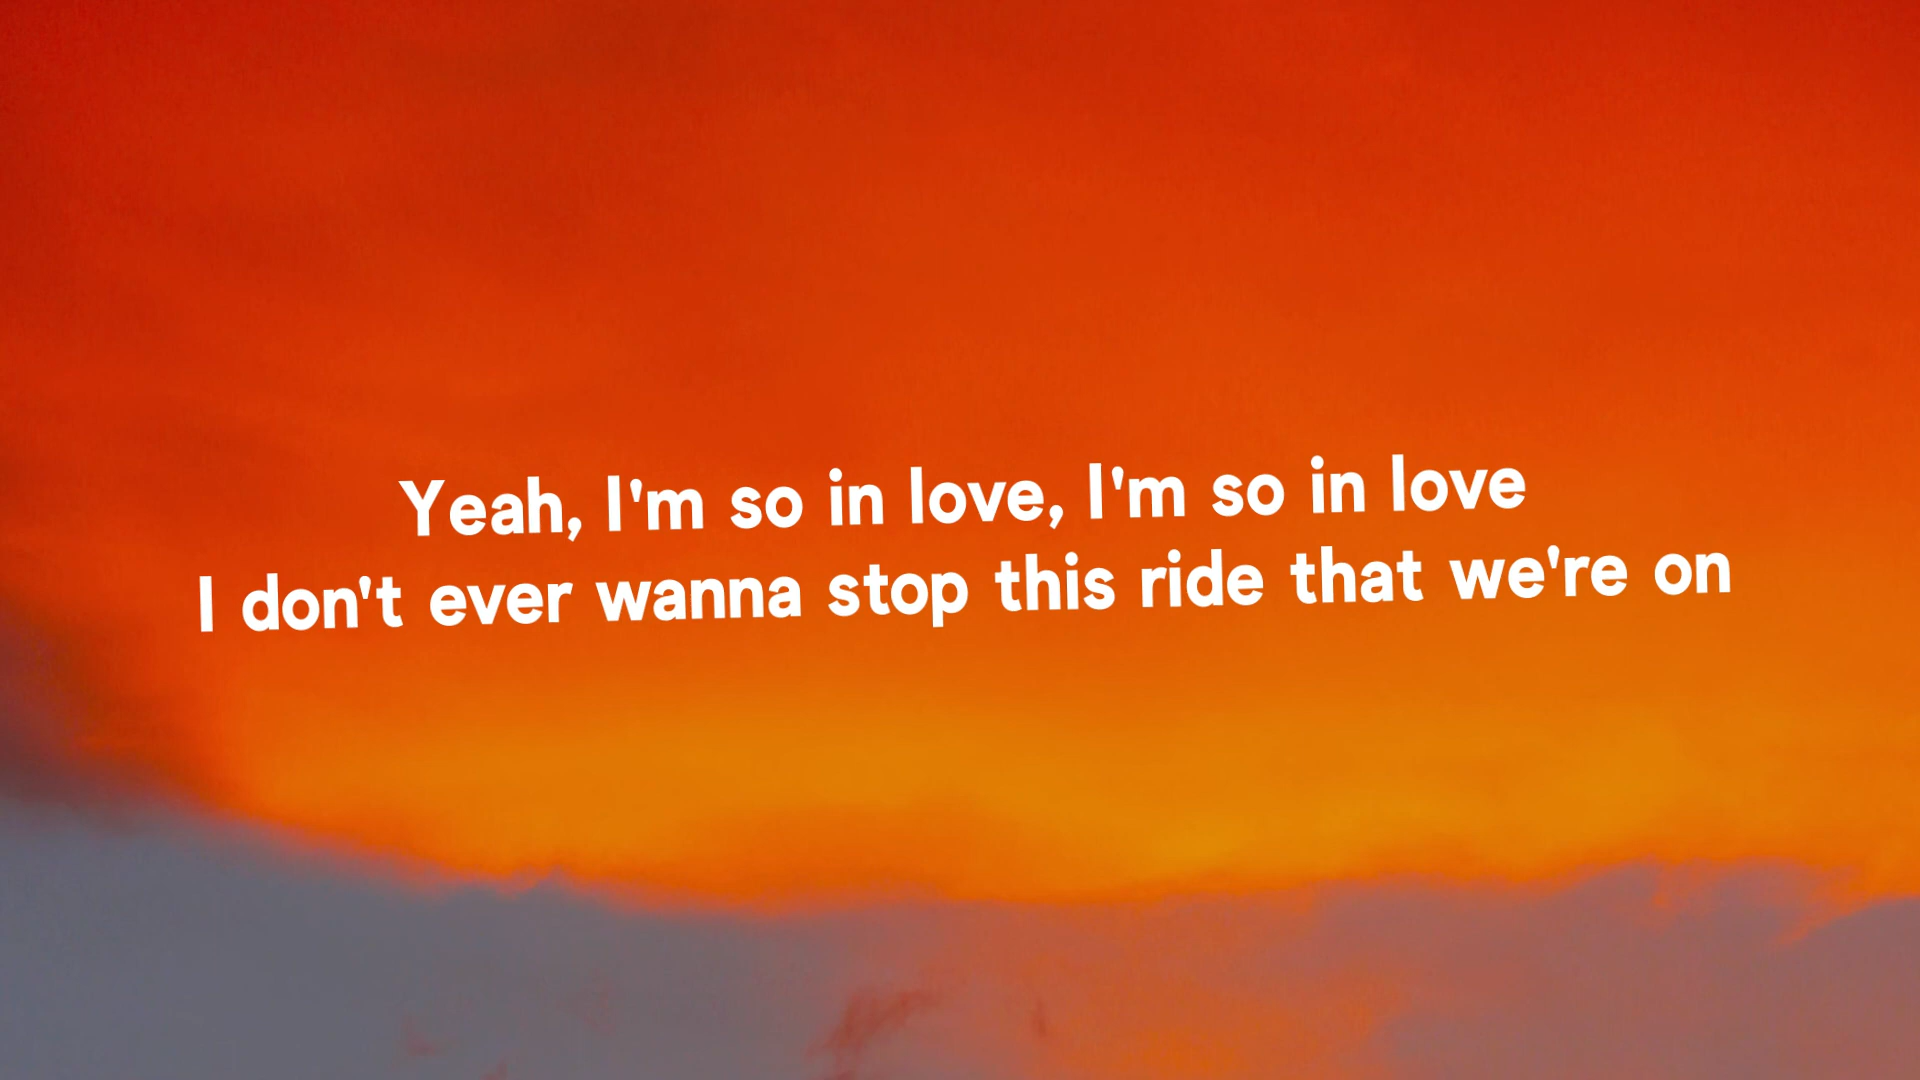 Yeah, I'm so in love, I'm so in love
I don't ever wanna stop this ride that we're on